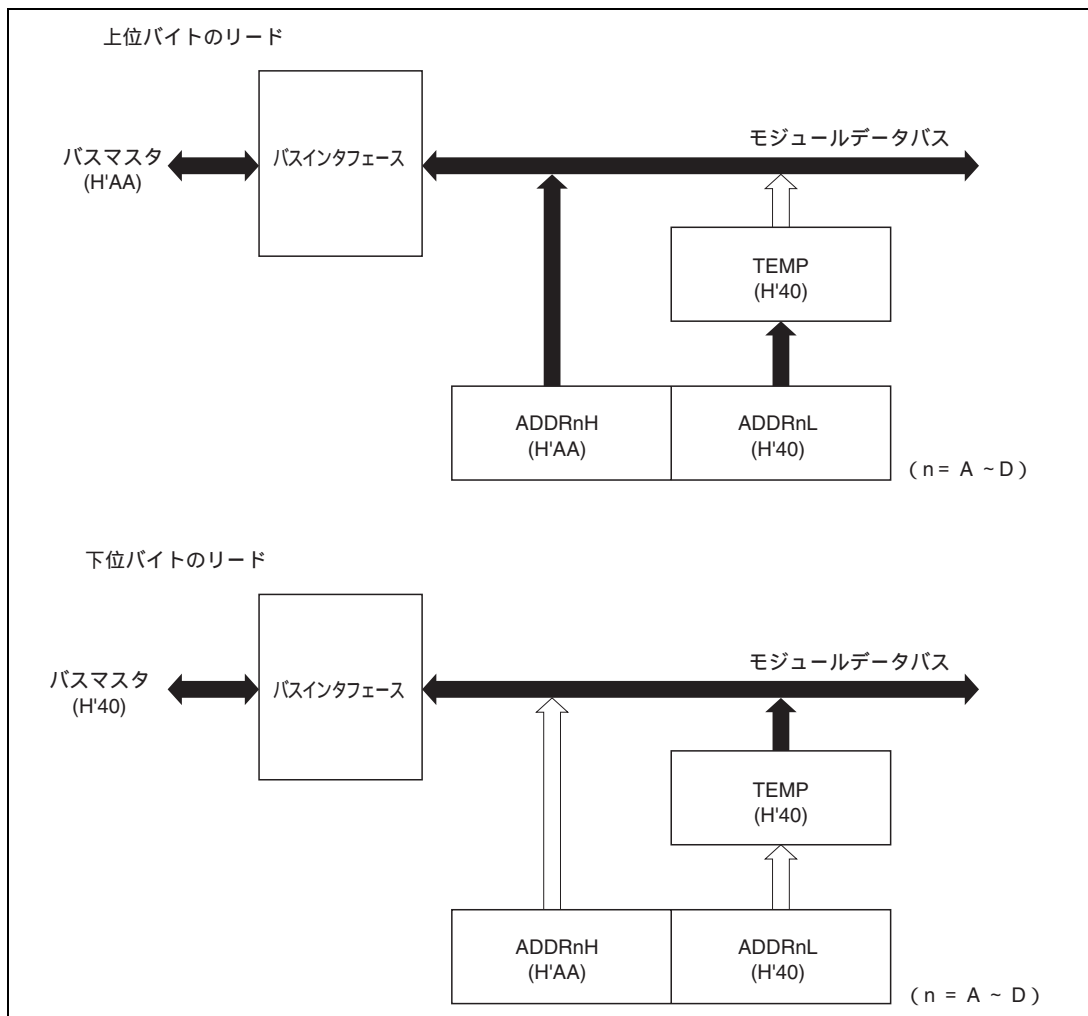 上位バイトのリード
モジュールデータバス
バスマスタ
(H'AA)
バスインタフェース
TEMP
(H'40)
ADDRnH
(H'AA)
ADDRnL
(H'40)
( n = A ~ D )
下位バイトのリード
モジュールデータバス
バスマスタ
(H'40)
バスインタフェース
TEMP
(H'40)
ADDRnH
(H'AA)
ADDRnL
(H'40)
( n = A ~ D )